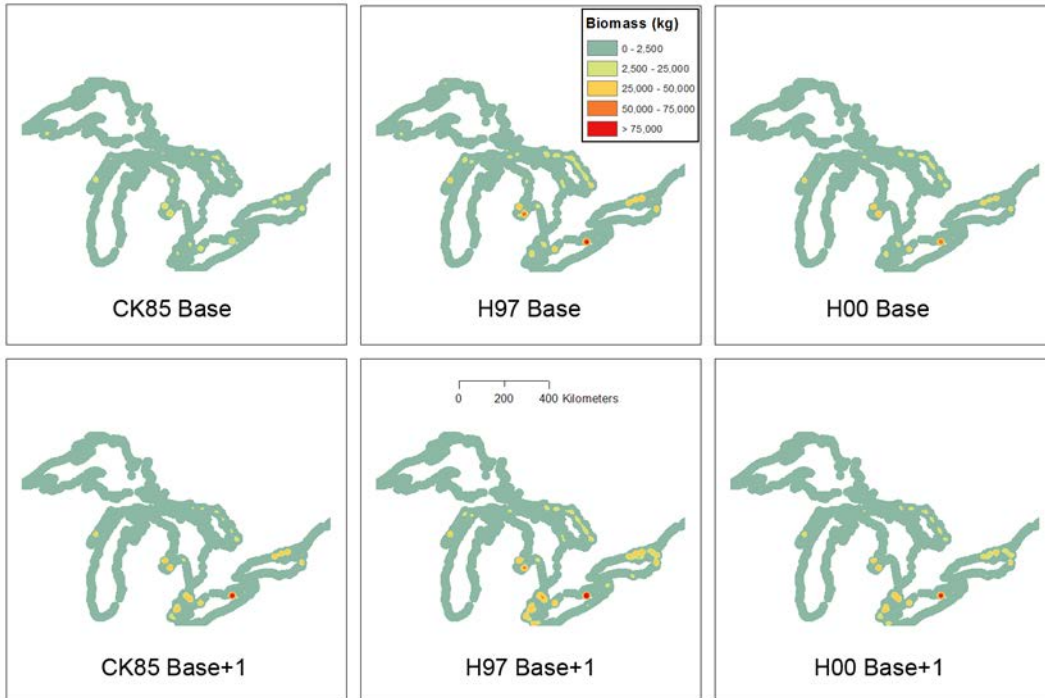 Biomass (kg)
0 - 2,500
2,500 - 25,000
25,000 - 50,000
50,000 - 75,000
> 75,000
CK85 Base
H97 Base
H00 Base
0 200 400 Kilometers
CK85 Base+1
H97 Base+1
H00 Base+1